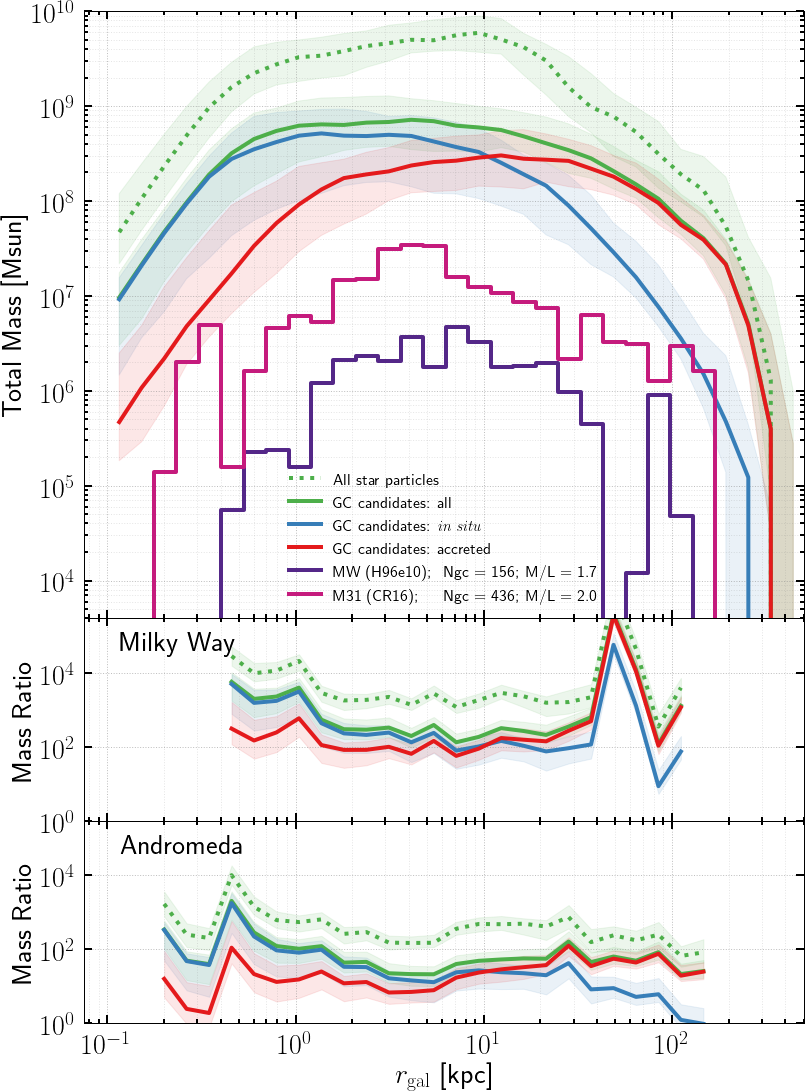 10^10
10^9
10^8
10^7
10^6
10^5
10^4
Total Mass [Msun]
All star particles
GC candidates: all
GC candidates: in situ
GC candidates: accreted
MW (H96e10); Ngc = 156; M/L = 1.7
M31 (CR16); Ngc = 436; M/L = 2.0
Milky Way
10^4
10^2
10^0
Mass Ratio
Andromeda
10^4
10^2
10^0
Mass Ratio
10^−1 10^0 10^1 10^2
r_gal [kpc]